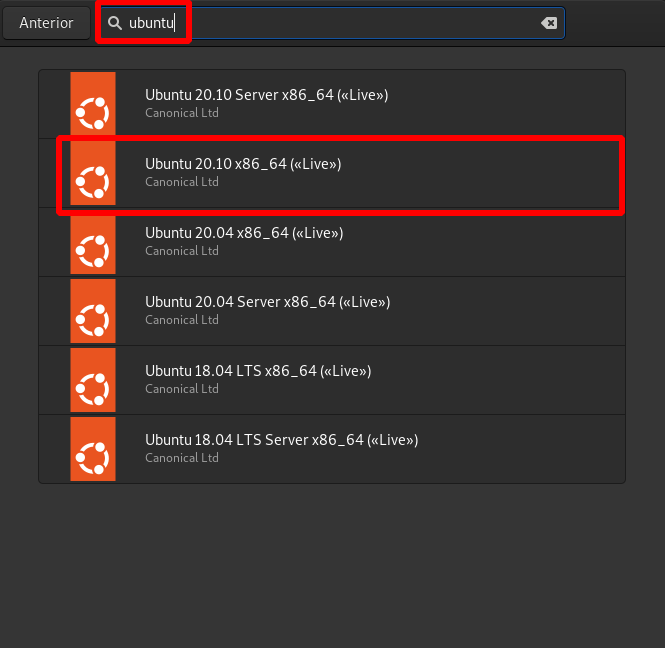 Anterior
ubuntu
Ubuntu 20.10 Server x86_64 («Live»)
Canonical Ltd
Ubuntu 20.10 x86_64 («Live»)
Canonical Ltd
Ubuntu 20.04 x86_64 («Live»)
Canonical Ltd
Ubuntu 20.04 Server x86_64 («Live»)
Canonical Ltd
Ubuntu 18.04 LTS x86_64 («Live»)
Canonical Ltd
Ubuntu 18.04 LTS Server x86_64 («Live»)
Canonical Ltd